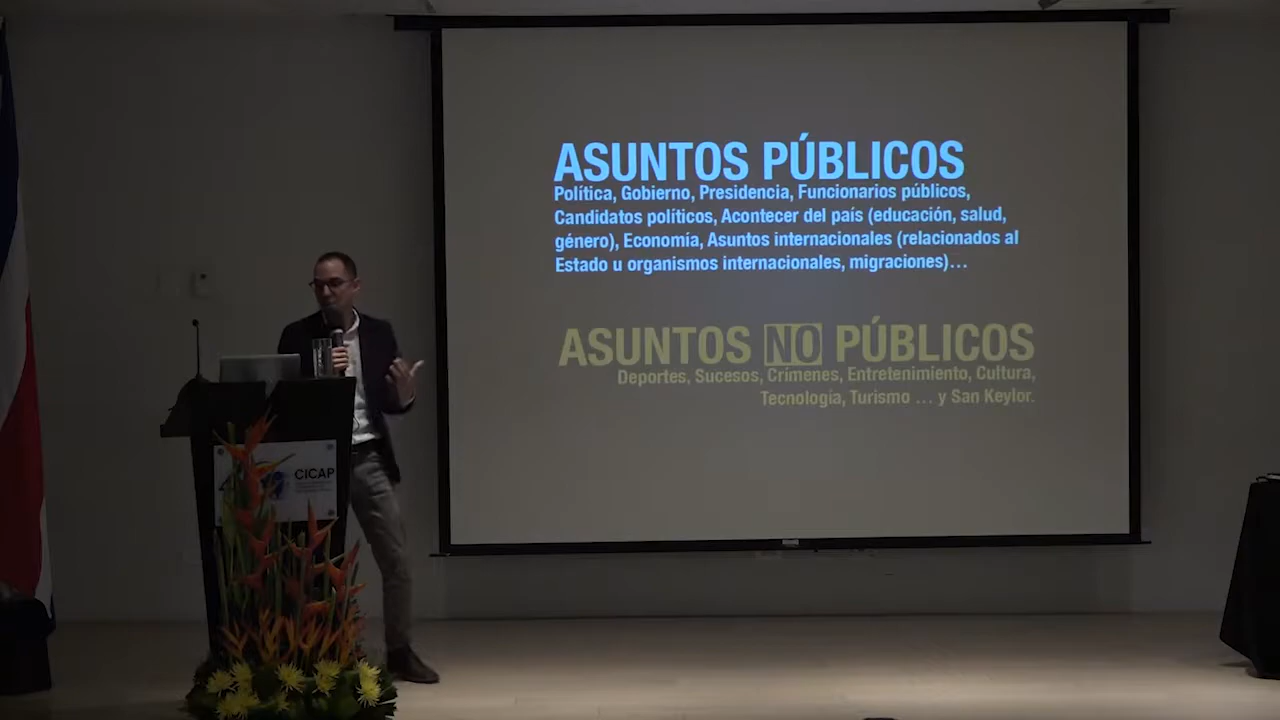 ASUNTOS PÚBLICOS
Política, Gobierno, Presidencia, Funcionarios públicos,
Candidatos políticos, Acontecer del país (educación, salud,
género), Economía, Asuntos internacionales (relacionados al
Estado u organismos internacionales, migraciones)…
ASUNTOS NO PÚBLICOS
Deportes, Sucesos, Crímenes, Entretenimiento, Cultura,
Tecnología, Turismo … y San Keylor.
CICAP